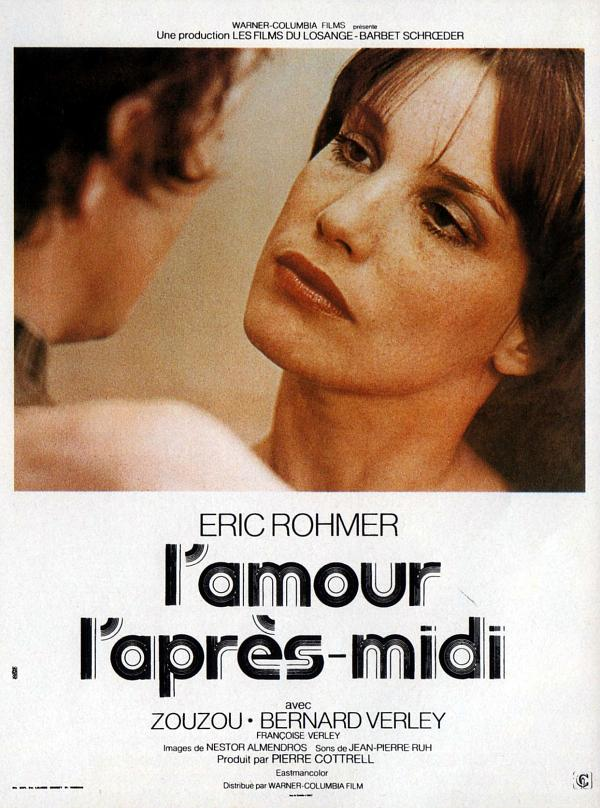 WARNER-COLUMBIA FILMS présente
Une production LES FILMS DU LOSANGE - BARBET SCHRŒDER
ERIC ROHMER
l'amour
l'après-midi
avec
ZOUZOU • BERNARD VERLEY
FRANÇOISE VERLEY
Images de NESTOR ALMENDROS Sons de JEAN-PIERRE RUH
Produit par PIERRE COTTRELL
Eastmancolor
Distribué par WARNER-COLUMBIA FILM